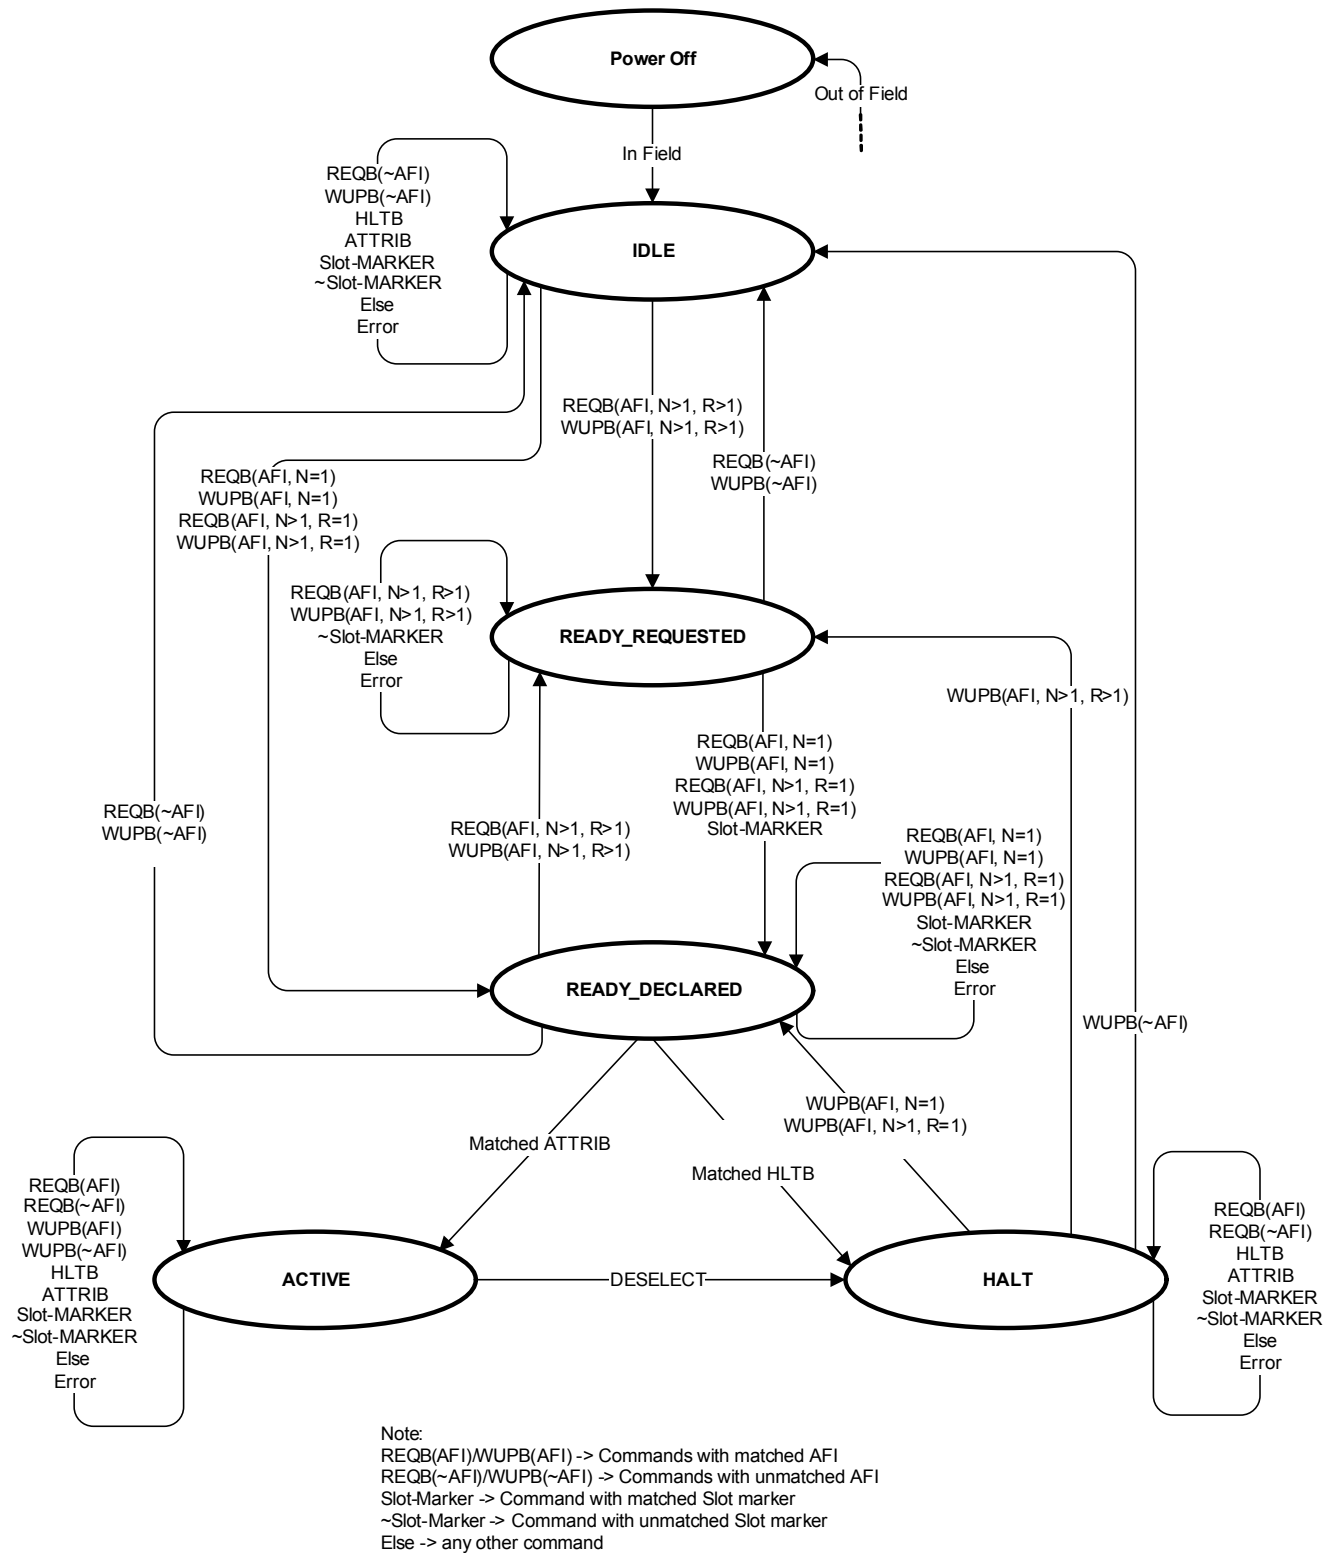 Power Off
Out of Field
In Field
REQB(~AFI)
WUPB(~AFI)
HLTB
ATTRIB
Slot-MARKER
~Slot-MARKER
Else
Error
IDLE
REQB(AFI, N>1, R>1)
WUPB(AFI, N>1, R>1)
REQB(~AFI)
WUPB(~AFI)
REQB(AFI, N=1)
WUPB(AFI, N=1)
REQB(AFI, N>1, R=1)
WUPB(AFI, N>1, R=1)
REQB(AFI, N>1, R>1)
WUPB(AFI, N>1, R>1)
~Slot-MARKER
Else
Error
READY_REQUESTED
WUPB(AFI, N>1, R>1)
REQB(AFI, N=1)
WUPB(AFI, N=1)
REQB(AFI, N>1, R=1)
WUPB(AFI, N>1, R=1)
Slot-MARKER
REQB(~AFI)
WUPB(~AFI)
REQB(AFI, N>1, R>1)
WUPB(AFI, N>1, R>1)
REQB(AFI, N=1)
WUPB(AFI, N=1)
REQB(AFI, N>1, R=1)
WUPB(AFI, N>1, R=1)
Slot-MARKER
~Slot-MARKER
Else
Error
READY_DECLARED
WUPB(~AFI)
WUPB(AFI, N=1)
WUPB(AFI, N>1, R=1)
Matched ATTRIB
Matched HLTB
REQB(AFI)
REQB(~AFI)
WUPB(AFI)
WUPB(~AFI)
HLTB
ATTRIB
Slot-MARKER
~Slot-MARKER
Else
Error
ACTIVE
DESELECT
HALT
REQB(AFI)
REQB(~AFI)
HLTB
ATTRIB
Slot-MARKER
~Slot-MARKER
Else
Error
Note:
REQB(AFI)/WUPB(AFI) -> Commands with matched AFI
REQB(~AFI)/WUPB(~AFI) -> Commands with unmatched AFI
Slot-Marker -> Command with matched Slot marker
~Slot-Marker -> Command with unmatched Slot marker
Else -> any other command